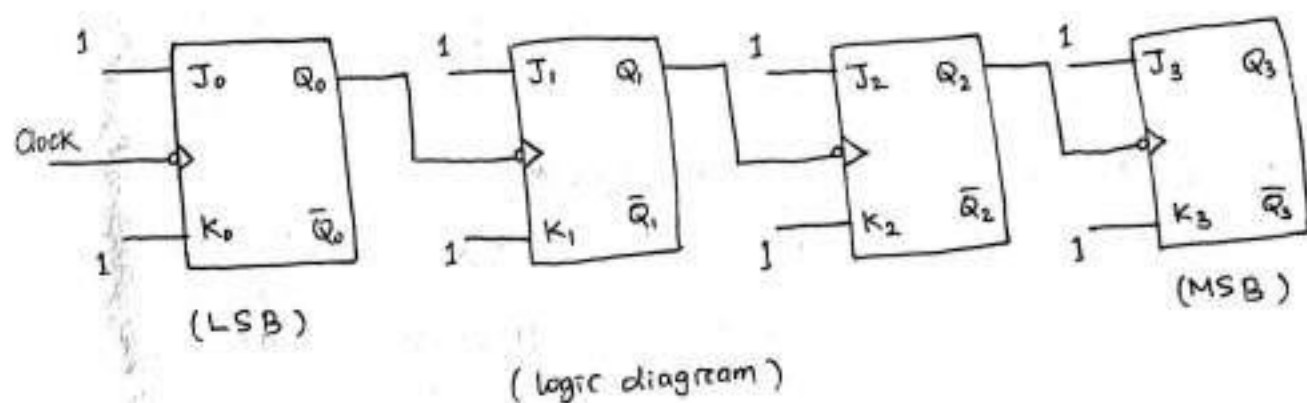 1 1 1 1
J₀ Q₀ J₁ Q₁ J₂ Q₂ J₃ Q₃
Clock
K₀ Q̅₀ K₁ Q̅₁ K₂ Q̅₂ K₃ Q̅₃
1 1 1 1
(LSB) (MSB)
(logic diagream)